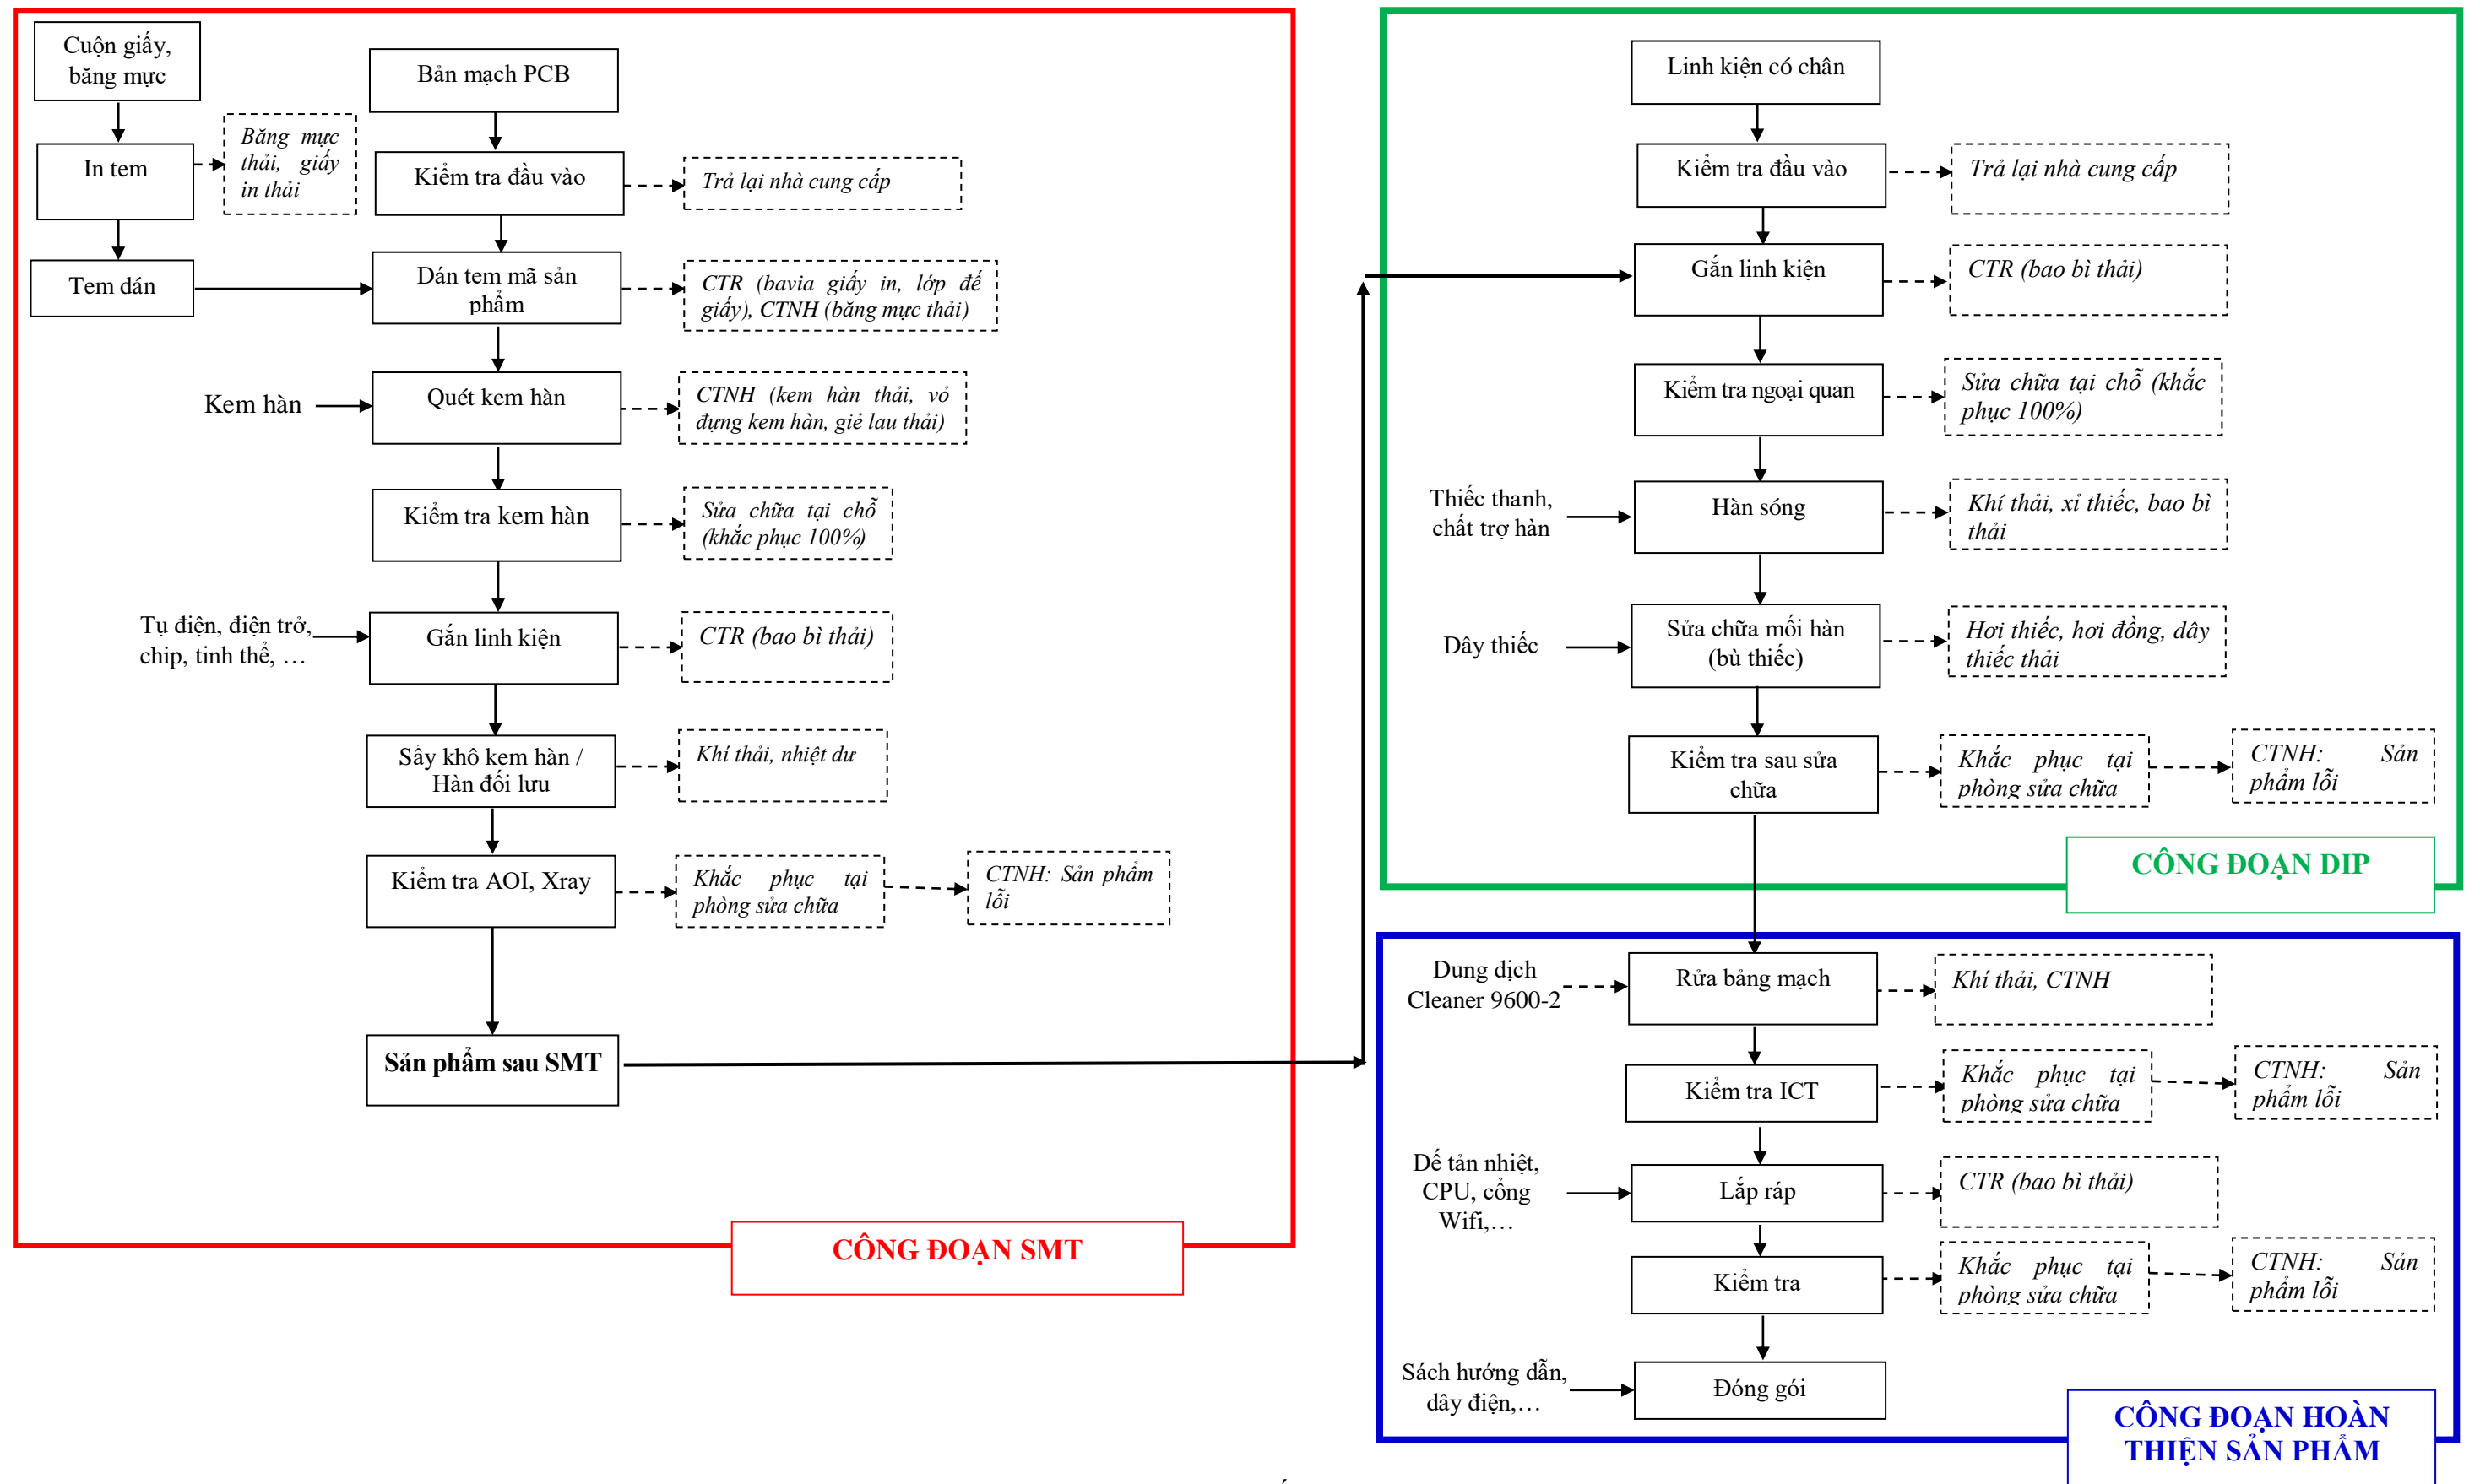 Cuộn giấy,
băng mực
In tem
Băng mực
thải, giấy
in thải
Tem dán
Bản mạch PCB
Kiểm tra đầu vào
Trả lại nhà cung cấp
Dán tem mã sản
phẩm
CTR (bavia giấy in, lớp đế
giấy), CTNH (băng mực thải)
Kem hàn
Quét kem hàn
CTNH (kem hàn thải, vỏ
đựng kem hàn, giẻ lau thải)
Kiểm tra kem hàn
Sửa chữa tại chỗ
(khắc phục 100%)
Tụ điện, điện trở,
chip, tinh thể, …
Gắn linh kiện
CTR (bao bì thải)
Sấy khô kem hàn /
Hàn đối lưu
Khí thải, nhiệt dư
Kiểm tra AOI, Xray
Khắc phục tại
phòng sửa chữa
CTNH: Sản phẩm
lỗi
Sản phẩm sau SMT
CÔNG ĐOẠN SMT
Linh kiện có chân
Kiểm tra đầu vào
Trả lại nhà cung cấp
Gắn linh kiện
CTR (bao bì thải)
Kiểm tra ngoại quan
Sửa chữa tại chỗ (khắc
phục 100%)
Thiếc thanh,
chất trợ hàn
Hàn sóng
Khí thải, xỉ thiếc, bao bì
thải
Dây thiếc
Sửa chữa mối hàn
(bù thiếc)
Hơi thiếc, hơi đồng, dây
thiếc thải
Kiểm tra sau sửa
chữa
Khắc phục tại
phòng sửa chữa
CTNH: Sản
phẩm lỗi
CÔNG ĐOẠN DIP
Dung dịch
Cleaner 9600-2
Rửa bảng mạch
Khí thải, CTNH
Kiểm tra ICT
Khắc phục tại
phòng sửa chữa
CTNH: Sản
phẩm lỗi
Đế tản nhiệt,
CPU, cổng
Wifi,…
Lắp ráp
CTR (bao bì thải)
Kiểm tra
Khắc phục tại
phòng sửa chữa
CTNH: Sản
phẩm lỗi
Sách hướng dẫn,
dây điện,…
Đóng gói
CÔNG ĐOẠN HOÀN
THIỆN SẢN PHẨM